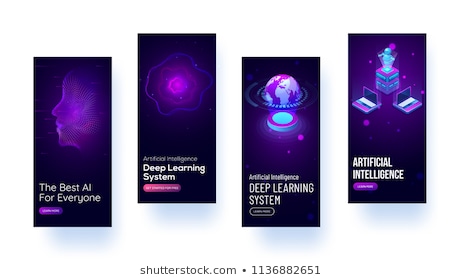 The Best AI
For Everyone
LEARN MORE
Artificial Intelligence
Deep Learning
System
GET STARTED FOR FREE
Artificial Intelligence
DEEP LEARNING
SYSTEM
LEARN MORE
ARTIFICIAL
INTELLIGENCE
LEARN MORE
www.shutterstock.com · 1136882651